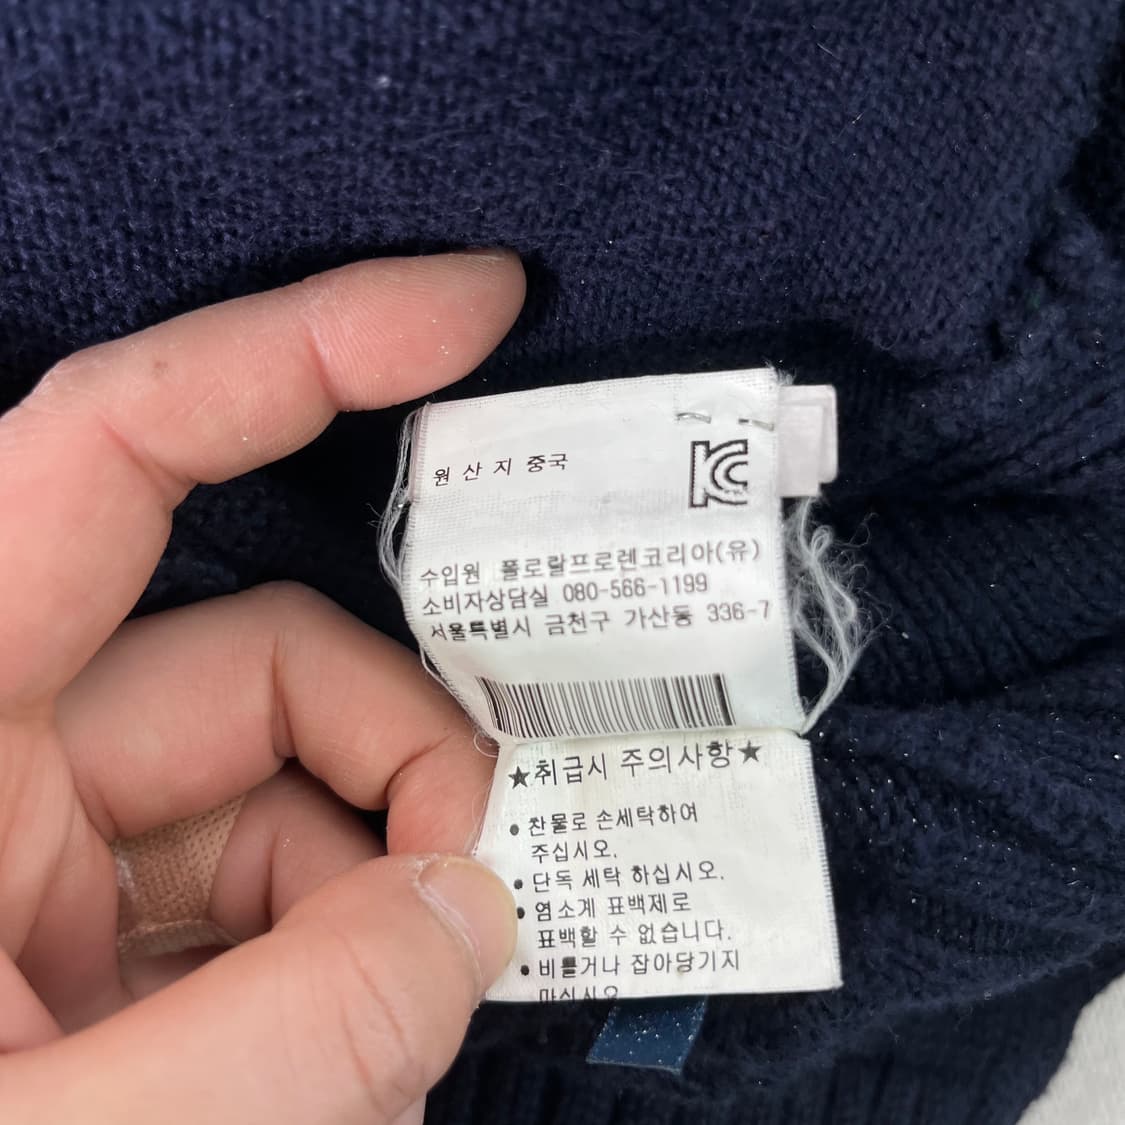 원 산 지 중국
수입원 폴로랄프로렌코리아(유)
소비자상담실 080-566-1199
서울특별시 금천구 가산동 336-7
★취급시 주의사항★
● 찬물로 손세탁하여
주십시오.
● 단독 세탁 하십시오.
● 염소계 표백제로
표백할 수 없습니다.
● 비틀거나 잡아당기지
마십시오